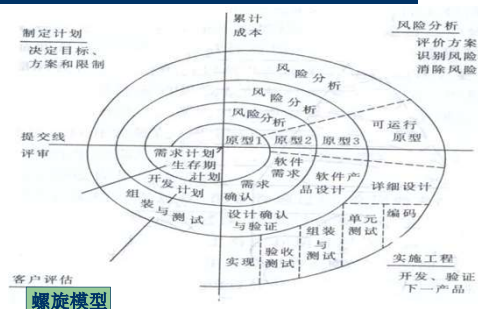 累计
成本
制定计划
决定目标、
方案和限制
风险分析
评价方案
识别风险
消除风险
风险分析
风险分析
风险分析
可运行
原型
原型1
原型2
原型3
提交线
评审
需求计划
生存期
计划
开发计划
组装与测试
软件
需求
需求
确认
软件产
品设计
详细设计
设计确认
与验证
编码
单元
测试
组装
与
测试
验收
测试
实现
实施工程
开发、验证
下一产品
客户评估
螺旋模型